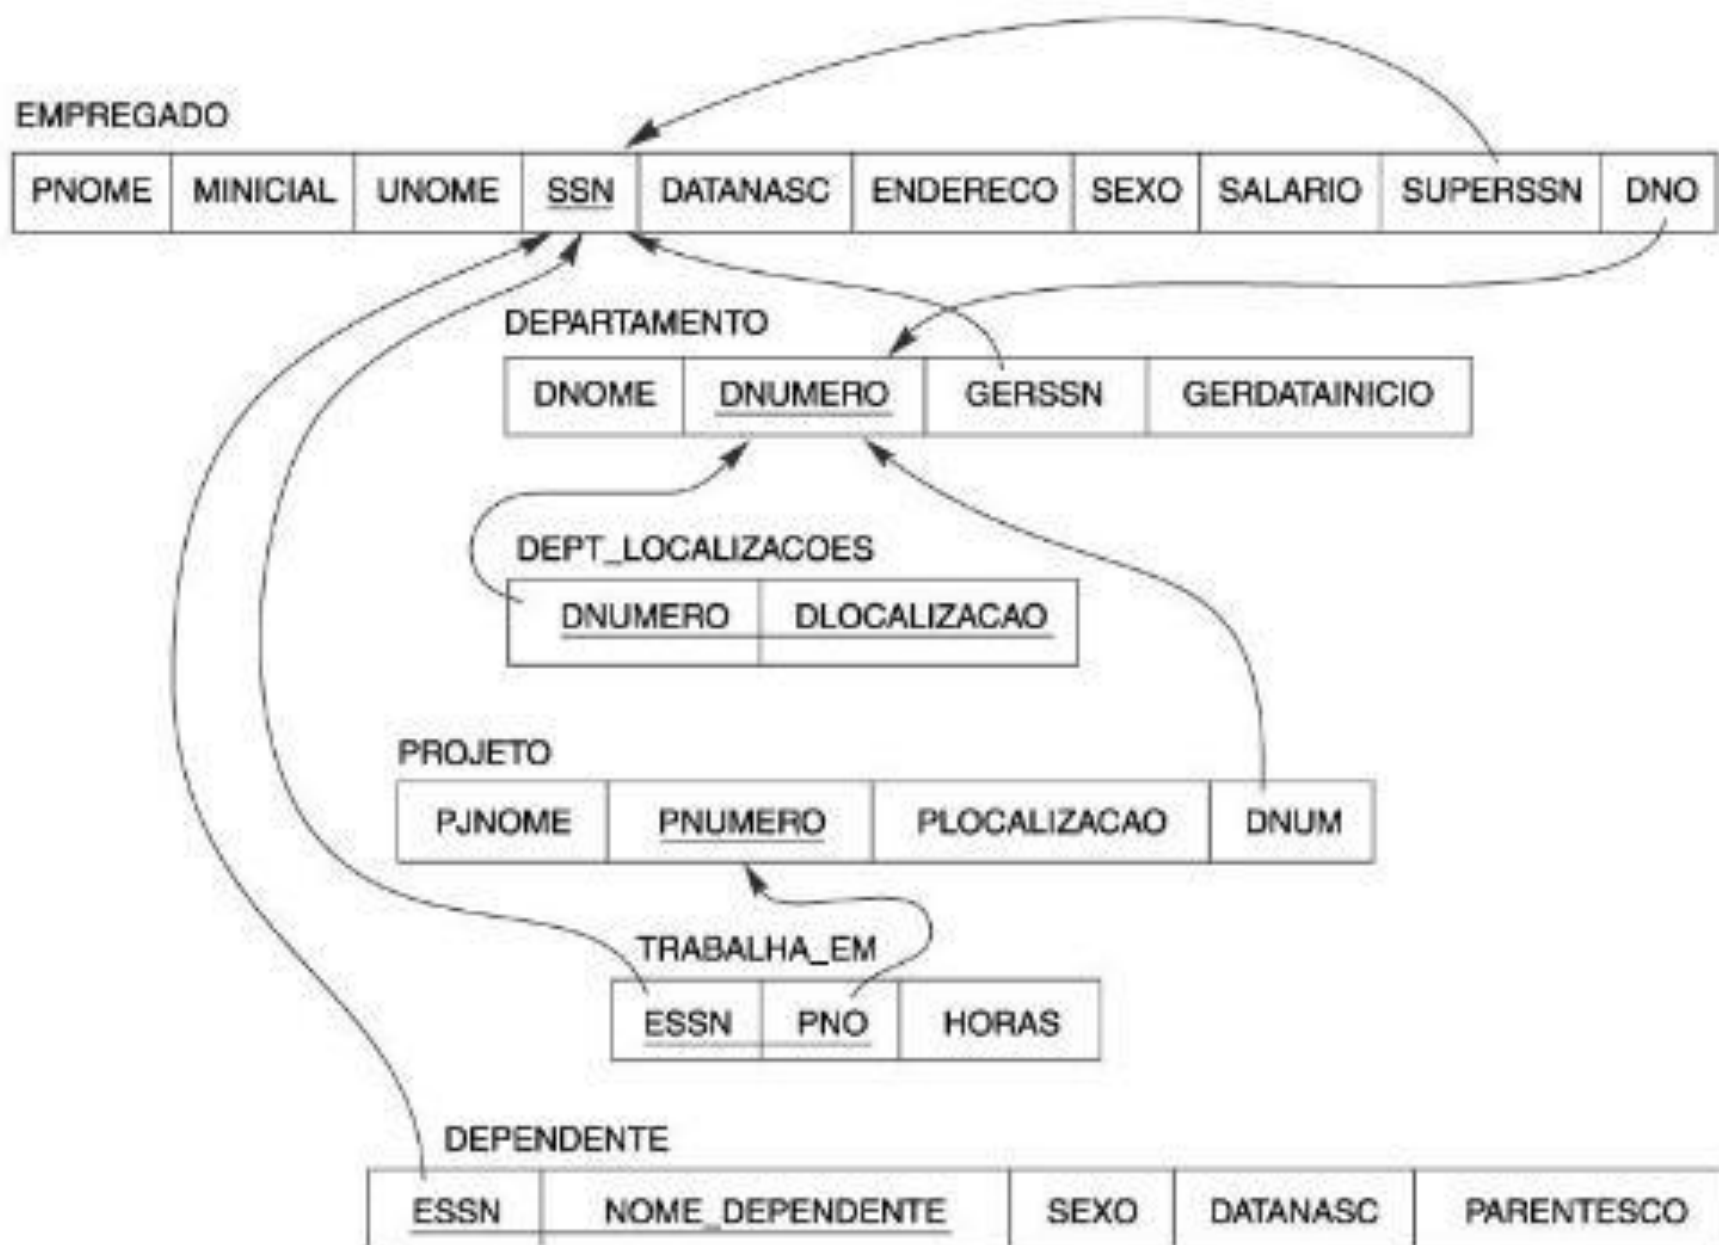 EMPREGADO
PNOME MINICIAL UNOME SSN DATANASC ENDERECO SEXO SALARIO SUPERSSN DNO
DEPARTAMENTO
DNOME DNUMERO GERSSN GERDATAINICIO
DEPT_LOCALIZACOES
DNUMERO DLOCALIZACAO
PROJETO
PJNOME PNUMERO PLOCALIZACAO DNUM
TRABALHA_EM
ESSN PNO HORAS
DEPENDENTE
ESSN NOME_DEPENDENTE SEXO DATANASC PARENTESCO